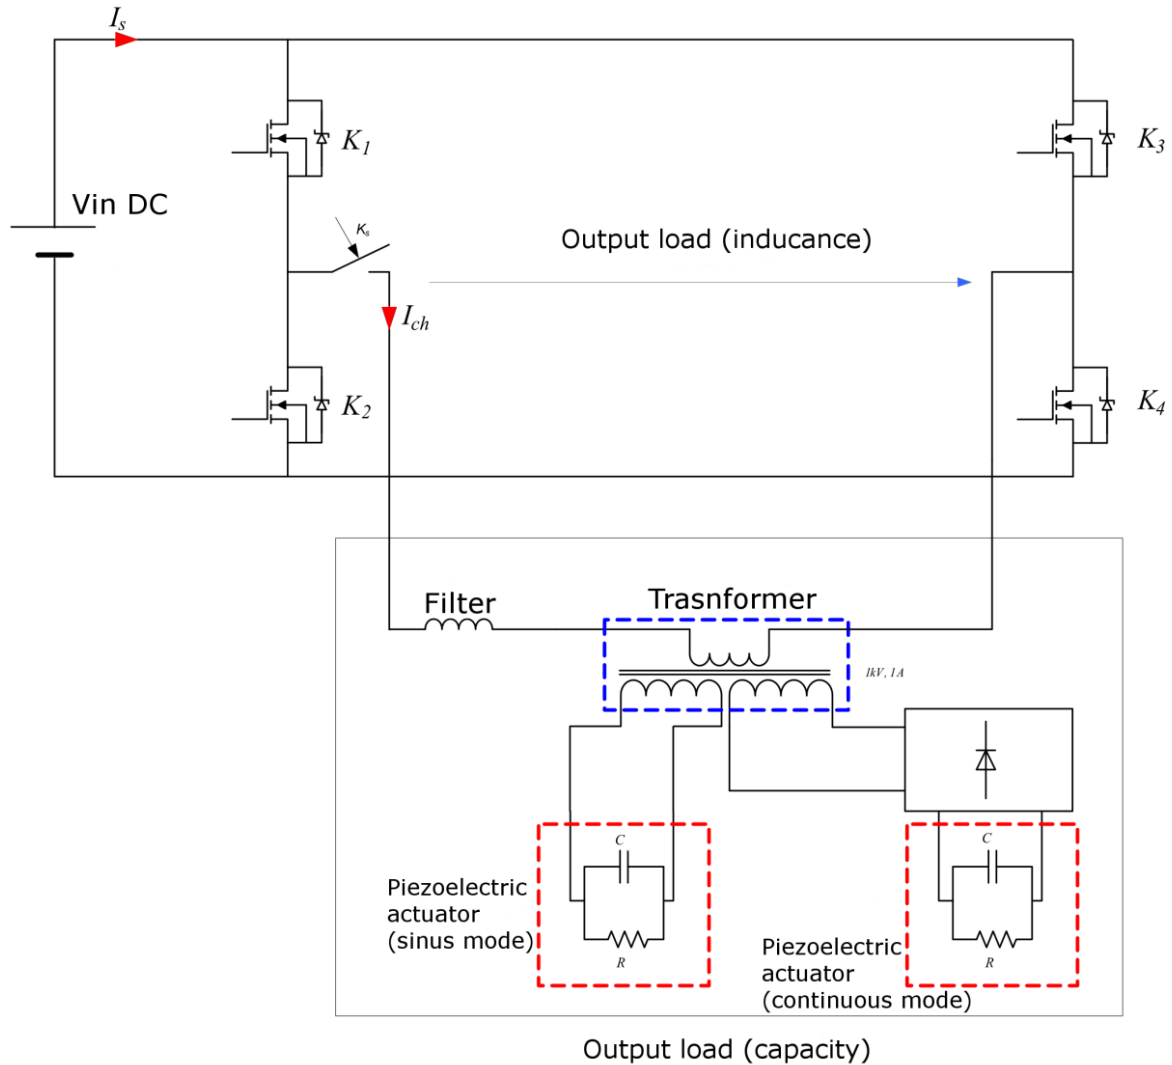 Is
K1
K3
Vin DC
Ks
Output load (inducance)
Ich
K2
K4
Filter
Trasnformer
1kV, 1A
C
C
Piezoelectric
actuator
(sinus mode)
R
Piezoelectric
actuator
(continuous mode)
R
Output load (capacity)